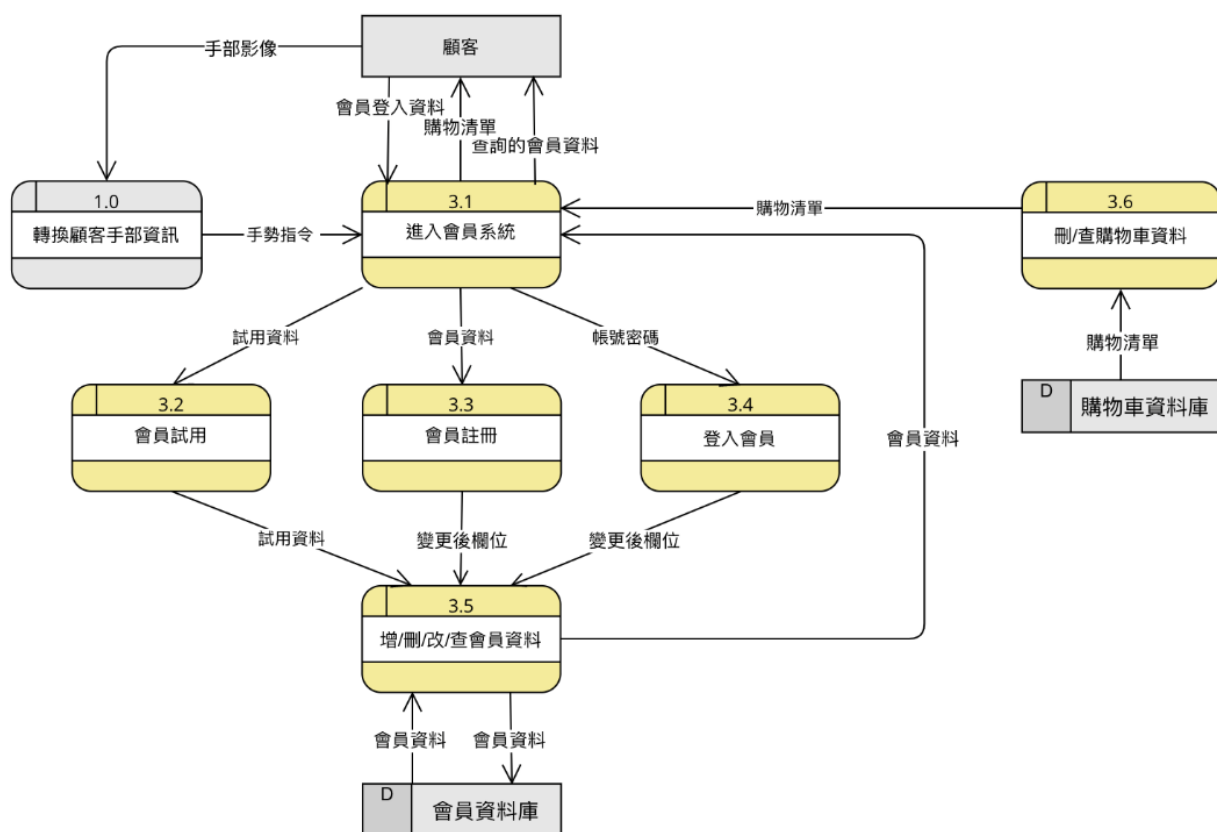 顧客
手部影像
會員登入資料
購物清單
查詢的會員資料
1.0
轉換顧客手部資訊
手勢指令
3.1
進入會員系統
購物清單
3.6
刪/查購物車資料
試用資料
會員資料
帳號密碼
購物清單
D
購物車資料庫
3.2
會員試用
3.3
會員註冊
3.4
登入會員
會員資料
試用資料
變更後欄位
變更後欄位
3.5
增/刪/改/查會員資料
會員資料
會員資料
D
會員資料庫